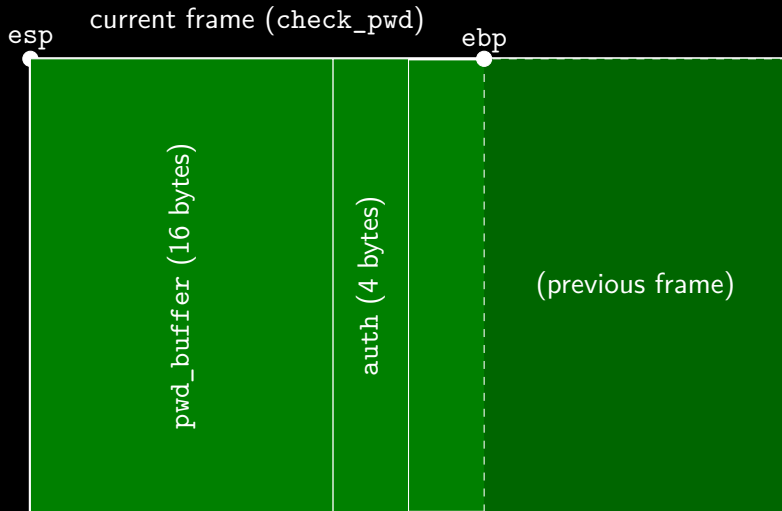 current frame (check_pwd)
esp
ebp
pwd_buffer (16 bytes)
auth (4 bytes)
(previous frame)